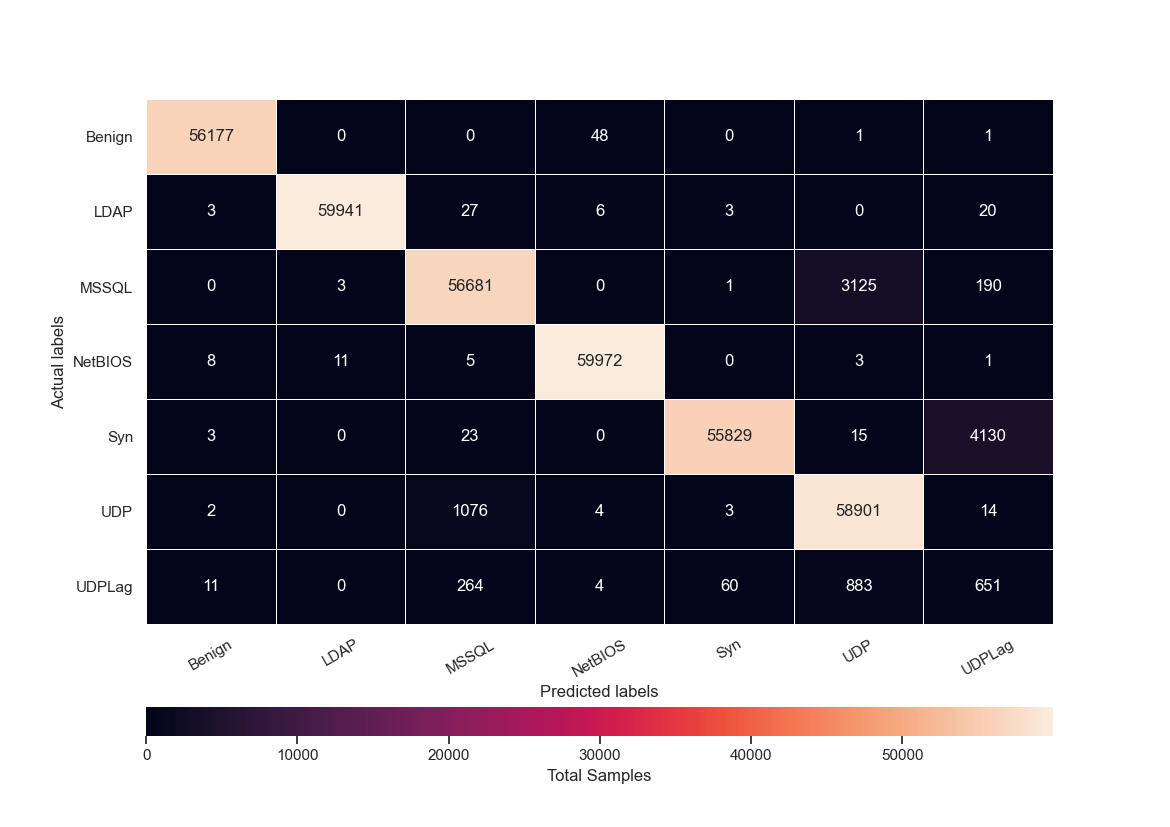 Benign 56177 0 0 48 0 1 1
LDAP 3 59941 27 6 3 0 20
MSSQL 0 3 56681 0 1 3125 190
NetBIOS 8 11 5 59972 0 3 1
Syn 3 0 23 0 55829 15 4130
UDP 2 0 1076 4 3 58901 14
UDPLag 11 0 264 4 60 883 651
Actual labels
Benign LDAP MSSQL NetBIOS Syn UDP UDPLag
Predicted labels
0 10000 20000 30000 40000 50000
Total Samples